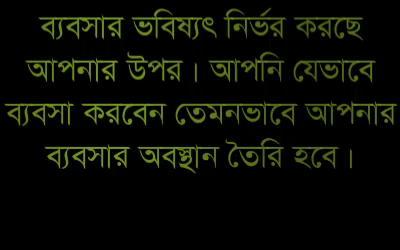 ব্যবসার ভবিষ্যৎ নির্ভর করছে
আপনার উপর। আপনি যেভাবে
ব্যবসা করবেন তেমনভাবে আপনার
ব্যবসার অবস্থান তৈরি হবে।